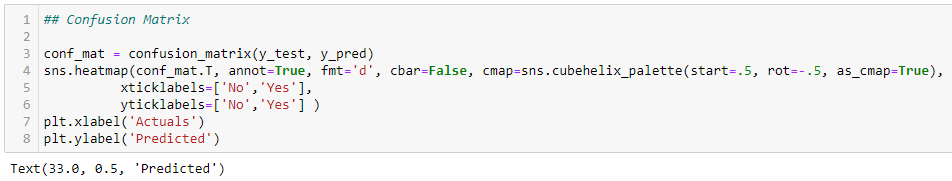 1 ## Confusion Matrix
2
3 conf_mat = confusion_matrix(y_test, y_pred)
4 sns.heatmap(conf_mat.T, annot=True, fmt='d', cbar=False, cmap=sns.cubehelix_palette(start=.5, rot=-.5, as_cmap=True),
5 xticklabels=['No','Yes'],
6 yticklabels=['No','Yes'] )
7 plt.xlabel('Actuals')
8 plt.ylabel('Predicted')
Text(33.0, 0.5, 'Predicted')